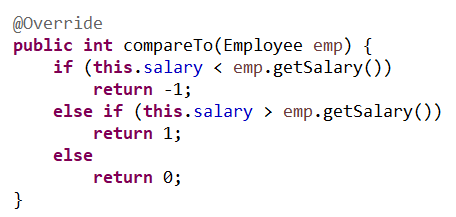 @Override
public int compareTo(Employee emp) {
    if (this.salary < emp.getSalary())
        return -1;
    else if (this.salary > emp.getSalary())
        return 1;
    else
        return 0;
}